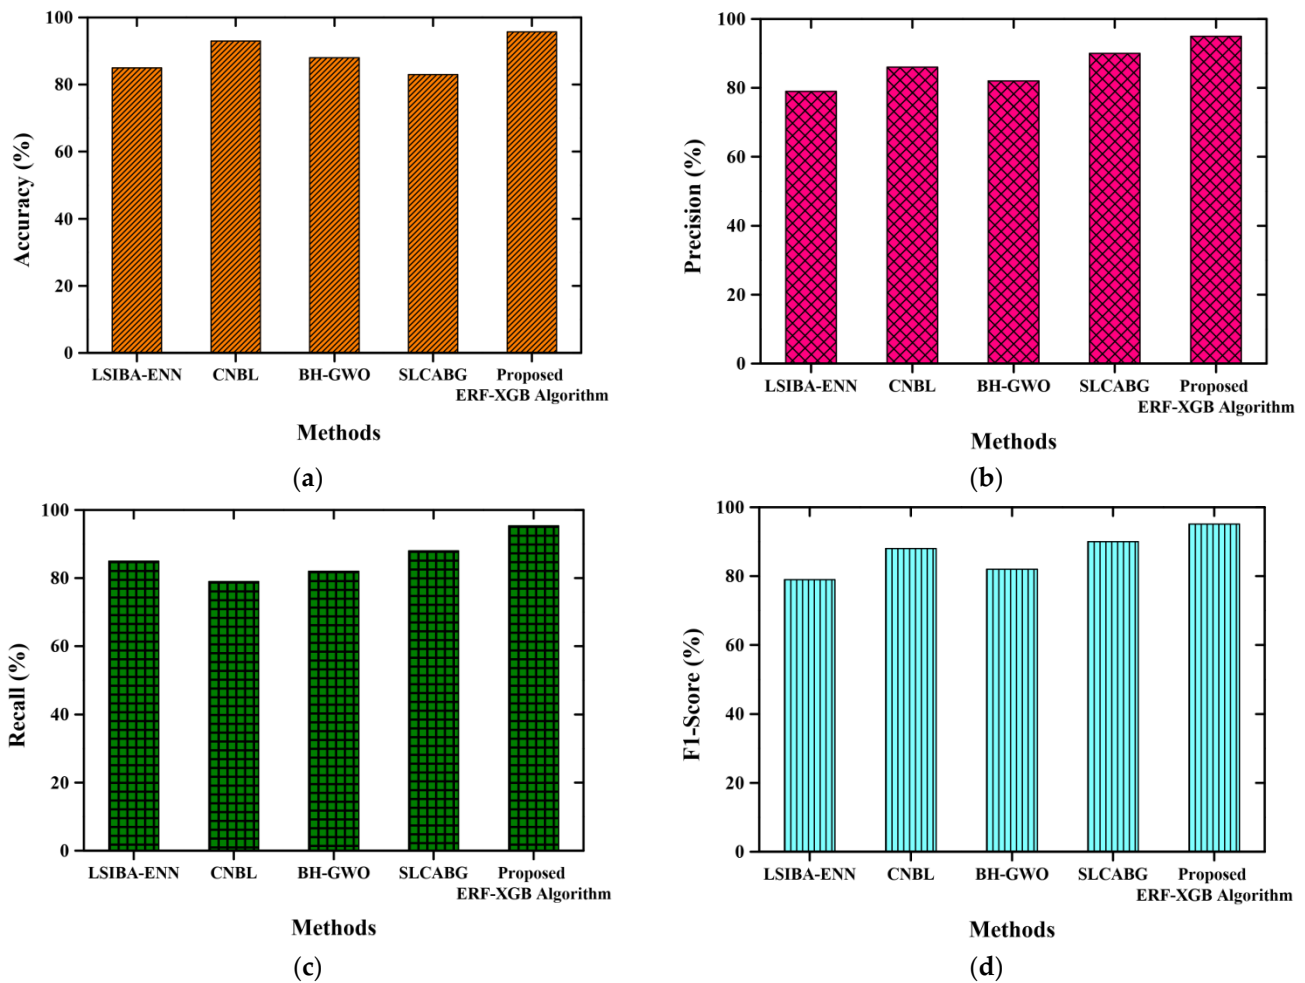 100
80
60
40
20
0
Accuracy (%)
LSIBA-ENN CNBL BH-GWO SLCABG Proposed
ERF-XGB Algorithm
Methods
(a)
100
80
60
40
20
0
Precision (%)
LSIBA-ENN CNBL BH-GWO SLCABG Proposed
ERF-XGB Algorithm
Methods
(b)
100
80
60
40
20
0
Recall (%)
LSIBA-ENN CNBL BH-GWO SLCABG Proposed
ERF-XGB Algorithm
Methods
(c)
100
80
60
40
20
0
F1-Score (%)
LSIBA-ENN CNBL BH-GWO SLCABG Proposed
ERF-XGB Algorithm
Methods
(d)